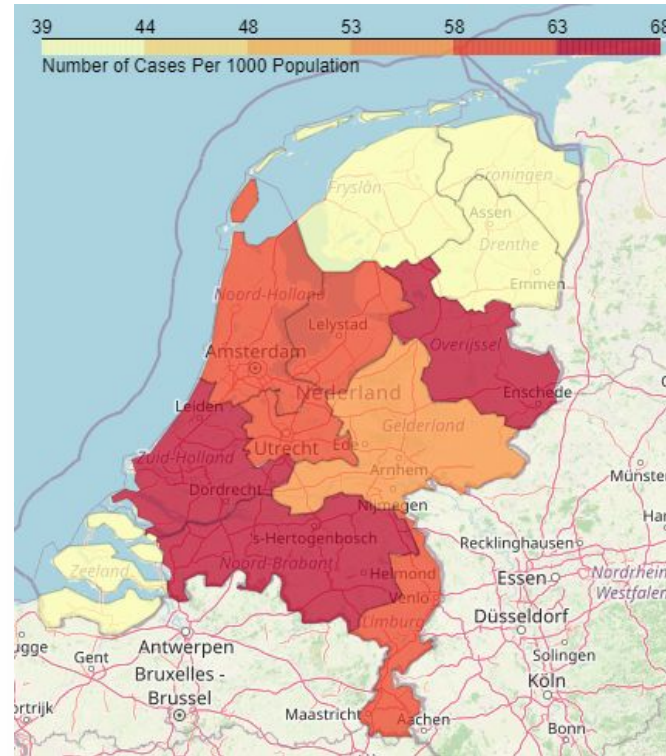 39 44 48 53 58 63 68
Number of Cases Per 1000 Population
Groningen
Fryslân
Assen
Drenthe
Emmen
Noord-Holland
Lelystad
Overijssel
Amsterdam
Nederland
Enschede
Leiden
Gelderland
Utrecht
Ede
Zuid-Holland
Arnhem
Münster
Dordrecht
Nijmegen
's-Hertogenbosch
Recklinghausen
Noord-Brabant
Helmond
Essen
Nordrhein
Westfalen
Zeeland
Venlo
Limburg
Düsseldorf
Antwerpen
Gent
Solingen
Bruxelles -
Brussel
Köln
Maastricht
Aachen
Bonn